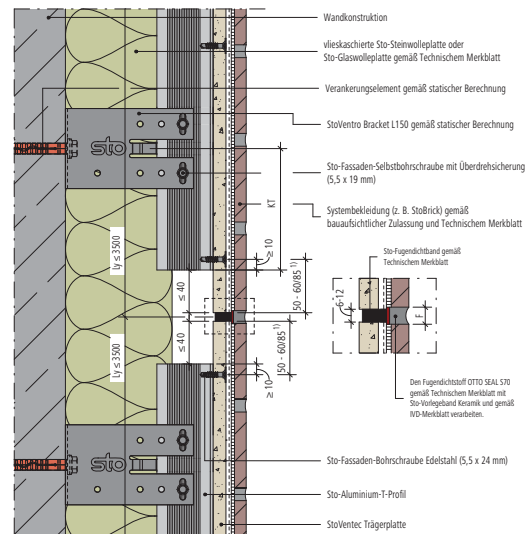 Wandkonstruktion
vlieskaschierte Sto-Steinwolleplatte oder
Sto-Glaswolleplatte gemäß Technischem Merkblatt
Verankerungselement gemäß statischer Berechnung
StoVentro Bracket L150 gemäß statischer Berechnung
sto
Sto-Fassaden-Selbstbohrschraube mit Überdrehsicherung
(5,5 x 19 mm)
KT
Systembekleidung (z. B. StoBrick) gemäß
bauaufsichtlicher Zulassung und Technischem Merkblatt
Ly ≤ 3500
≥ 10
≤ 40
50 - 60/85 1)
Sto-Fugendichtband gemäß
Technischem Merkblatt
6-12
F
Ly ≤ 3500
≤ 40
50 - 60/85 1)
≥ 10
Den Fugendichtstoff OTTO SEAL S70
gemäß Technischem Merkblatt mit
Sto-Vorlegeband Keramik und gemäß
IVD-Merkblatt verarbeiten.
sto
Sto-Fassaden-Bohrschraube Edelstahl (5,5 x 24 mm)
Sto-Aluminium-T-Profil
StoVentec Trägerplatte